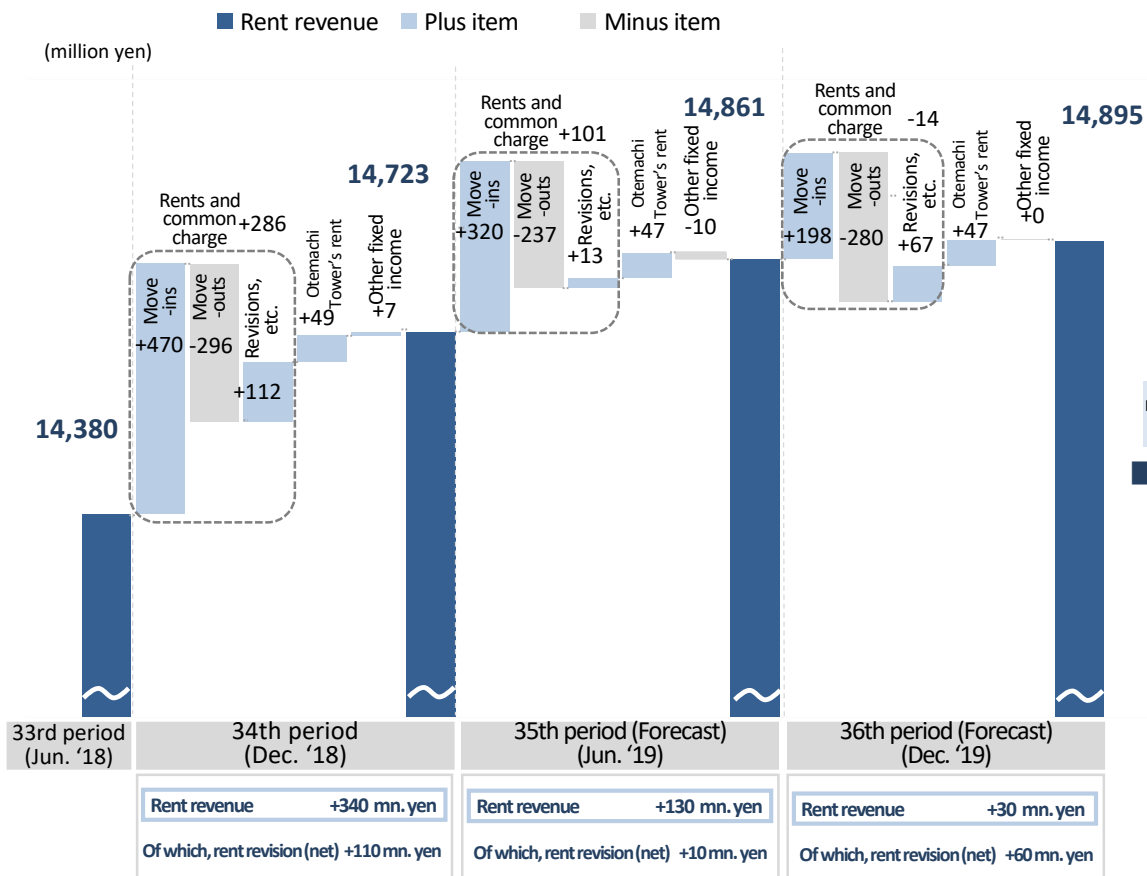 Rent revenue Plus item Minus item
(million yen)
14,380
Rents and
common
charge
+286
Move
-ins
+470
Move
-outs
-296
Revisions,
etc.
+112
Otemachi
Tower's rent
+49
Other fixed
income
+7
14,723
Rents and
common
charge
+101
Move
-ins
+320
Move
-outs
-237
Revisions,
etc.
+13
Otemachi
Tower's rent
+47
Other fixed
income
-10
14,861
Rents and
common
charge
-14
Move
-ins
+198
Move
-outs
-280
Revisions,
etc.
+67
Otemachi
Tower's rent
+47
Other fixed
income
+0
14,895
33rd period
(Jun. ‘18)
34th period
(Dec. ‘18)
35th period (Forecast)
(Jun. ‘19)
36th period (Forecast)
(Dec. ‘19)
Rent revenue +340 mn. yen
Of which, rent revision (net) +110 mn. yen
Rent revenue +130 mn. yen
Of which, rent revision (net) +10 mn. yen
Rent revenue +30 mn. yen
Of which, rent revision (net) +60 mn. yen